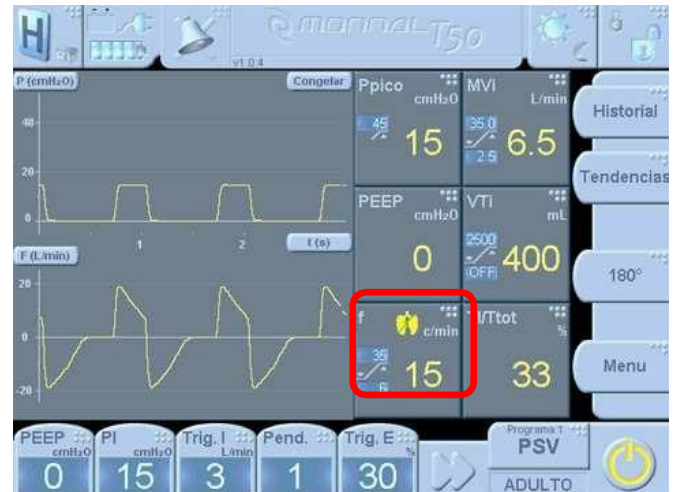 H
monnal T50
V1.0.4
P (cmH₂O)
Congelar
40
20
0
1
2
t (s)
F (L/min)
20
0
-20
Ppico
cmH₂O
45
15
MVI
L/min
35.0
2.5
6.5
PEEP
cmH₂O
0
VTi
mL
2500
OFF
400
f
c/min
35
6
15
TI/Ttot
%
33
Historial
Tendencias
180°
Menu
PEEP
cmH₂O
0
PI
cmH₂O
15
Trig. I
L/min
3
Pend.
1
Trig. E
%
30
Programa 1
PSV
ADULTO